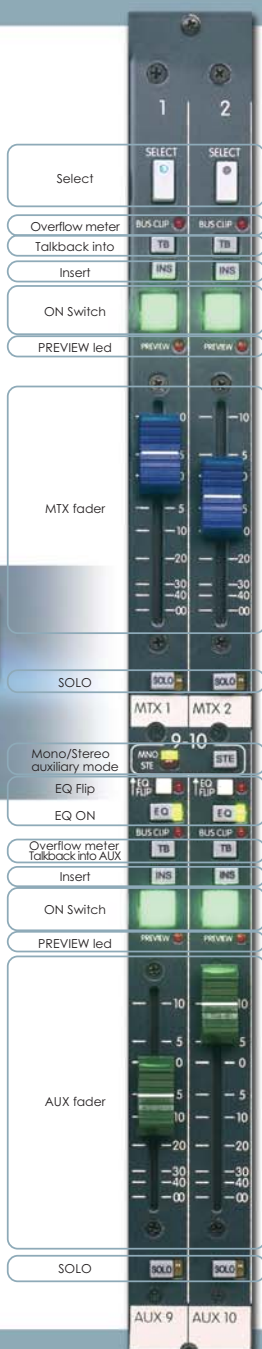 1 2
SELECT SELECT
Select
Overflow meter BUS CLIP BUS CLIP
Talkback into TB TB
Insert INS INS
ON Switch
PREVIEW led PREVIEW PREVIEW
0 10
5 5
0
MTX fader
5 5
10 10
20 20
30 30
40 40
00 00
SOLO SOLO SOLO
MTX 1 MTX 2
9-10
Mono/Stereo MNO STE
auxiliary mode STE
EQ Flip EQ FLIP EQ FLIP
EQ ON EQ EQ
BUS CLIP BUS CLIP
Overflow meter
Talkback into AUX TB TB
Insert INS INS
ON Switch
PREVIEW led PREVIEW PREVIEW
10 10
5 5
0 0
AUX fader 5 5
10 10
20 20
30 30
40 40
00 00
SOLO SOLO SOLO
AUX 9 AUX 10